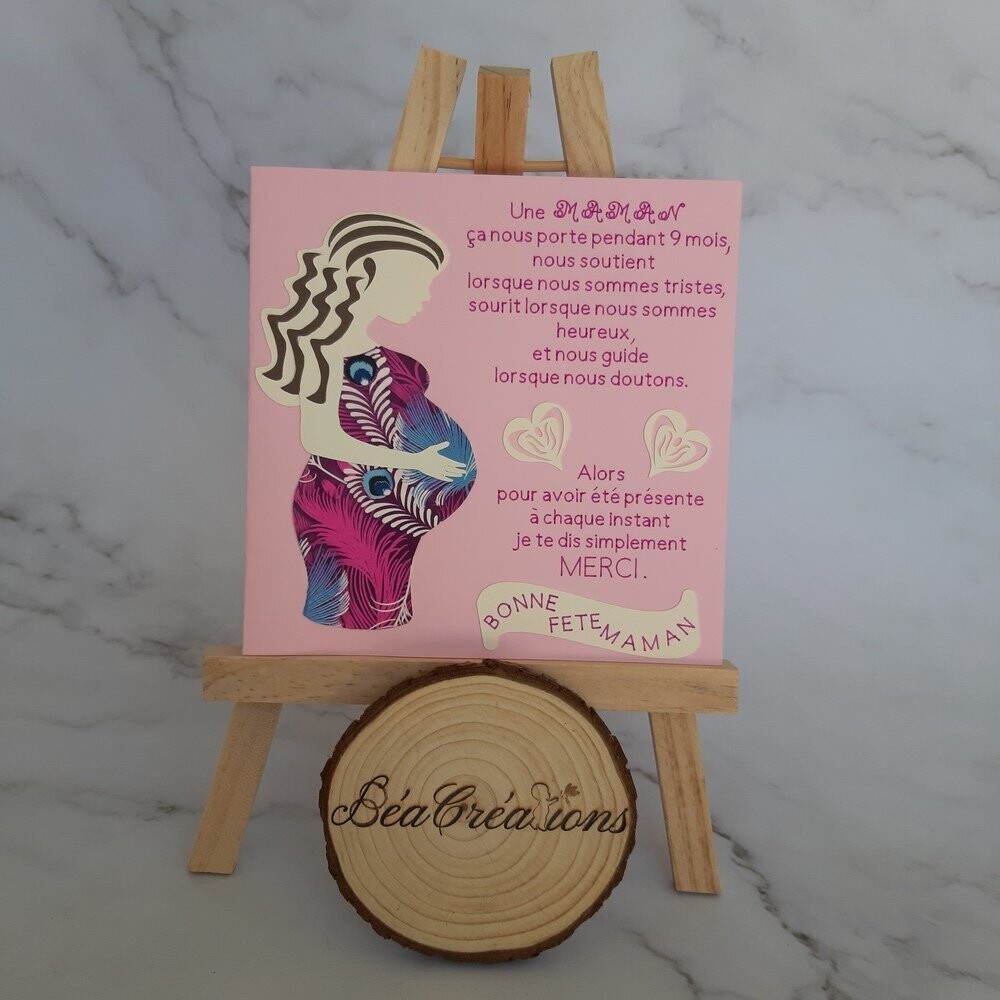 Une MAMAN
ça nous porte pendant 9 mois,
nous soutient
lorsque nous sommes tristes,
sourit lorsque nous sommes
heureux,
et nous guide
lorsque nous doutons.
Alors
pour avoir été présente
à chaque instant
je te dis simplement
MERCI.
BONNE
FETE MAMAN
BéaCréations